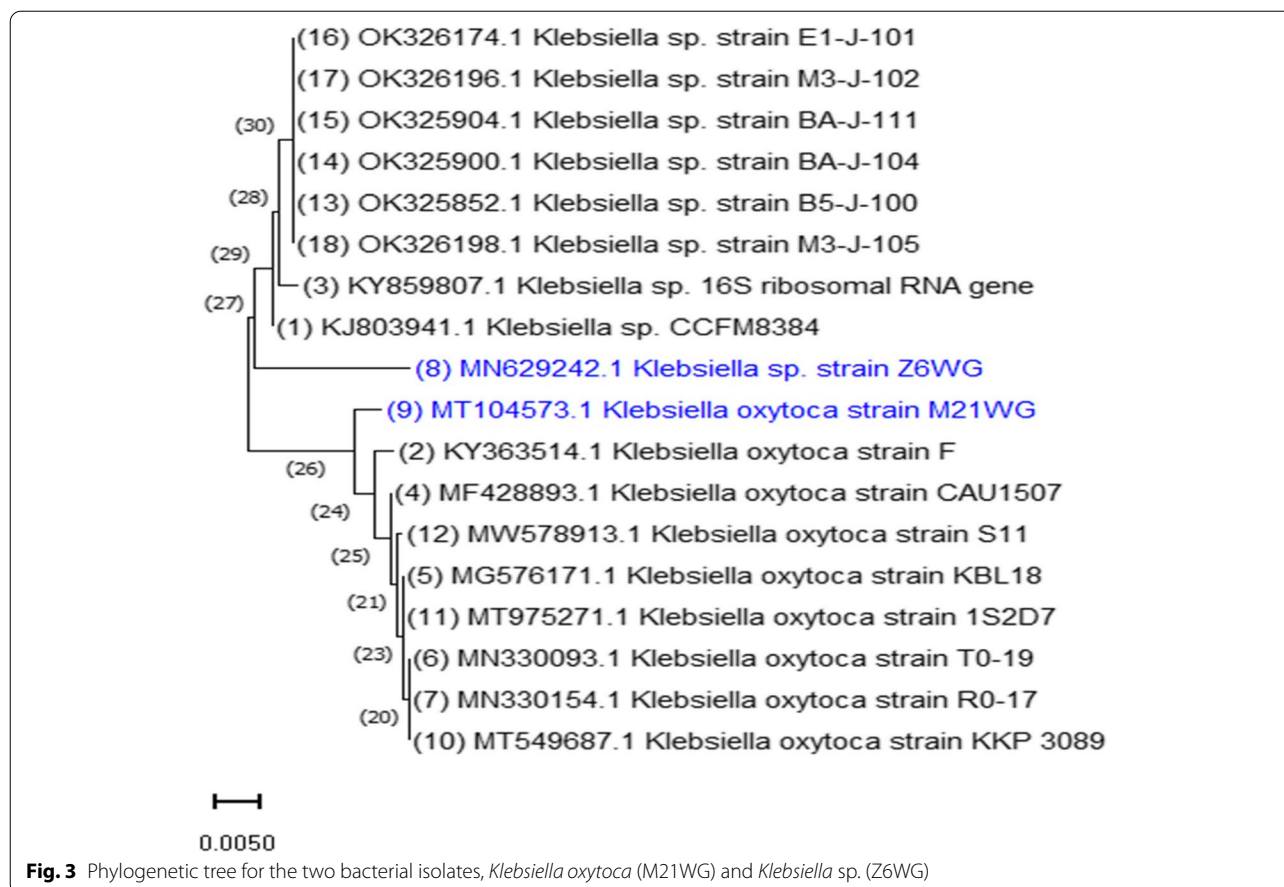 (16) OK326174.1 Klebsiella sp. strain E1-J-101
(17) OK326196.1 Klebsiella sp. strain M3-J-102
(30)
(15) OK325904.1 Klebsiella sp. strain BA-J-111
(14) OK325900.1 Klebsiella sp. strain BA-J-104
(28)
(13) OK325852.1 Klebsiella sp. strain B5-J-100
(29)
(18) OK326198.1 Klebsiella sp. strain M3-J-105
(27)
(3) KY859807.1 Klebsiella sp. 16S ribosomal RNA gene
(1) KJ803941.1 Klebsiella sp. CCFM8384
(8) MN629242.1 Klebsiella sp. strain Z6WG
(9) MT104573.1 Klebsiella oxytoca strain M21WG
(26)
(2) KY363514.1 Klebsiella oxytoca strain F
(24)
(4) MF428893.1 Klebsiella oxytoca strain CAU1507
(25)
(12) MW578913.1 Klebsiella oxytoca strain S11
(21)
(5) MG576171.1 Klebsiella oxytoca strain KBL18
(11) MT975271.1 Klebsiella oxytoca strain 1S2D7
(23)
(6) MN330093.1 Klebsiella oxytoca strain T0-19
(20)
(7) MN330154.1 Klebsiella oxytoca strain R0-17
(10) MT549687.1 Klebsiella oxytoca strain KKP 3089
0.0050
Fig. 3 Phylogenetic tree for the two bacterial isolates, Klebsiella oxytoca (M21WG) and Klebsiella sp. (Z6WG)